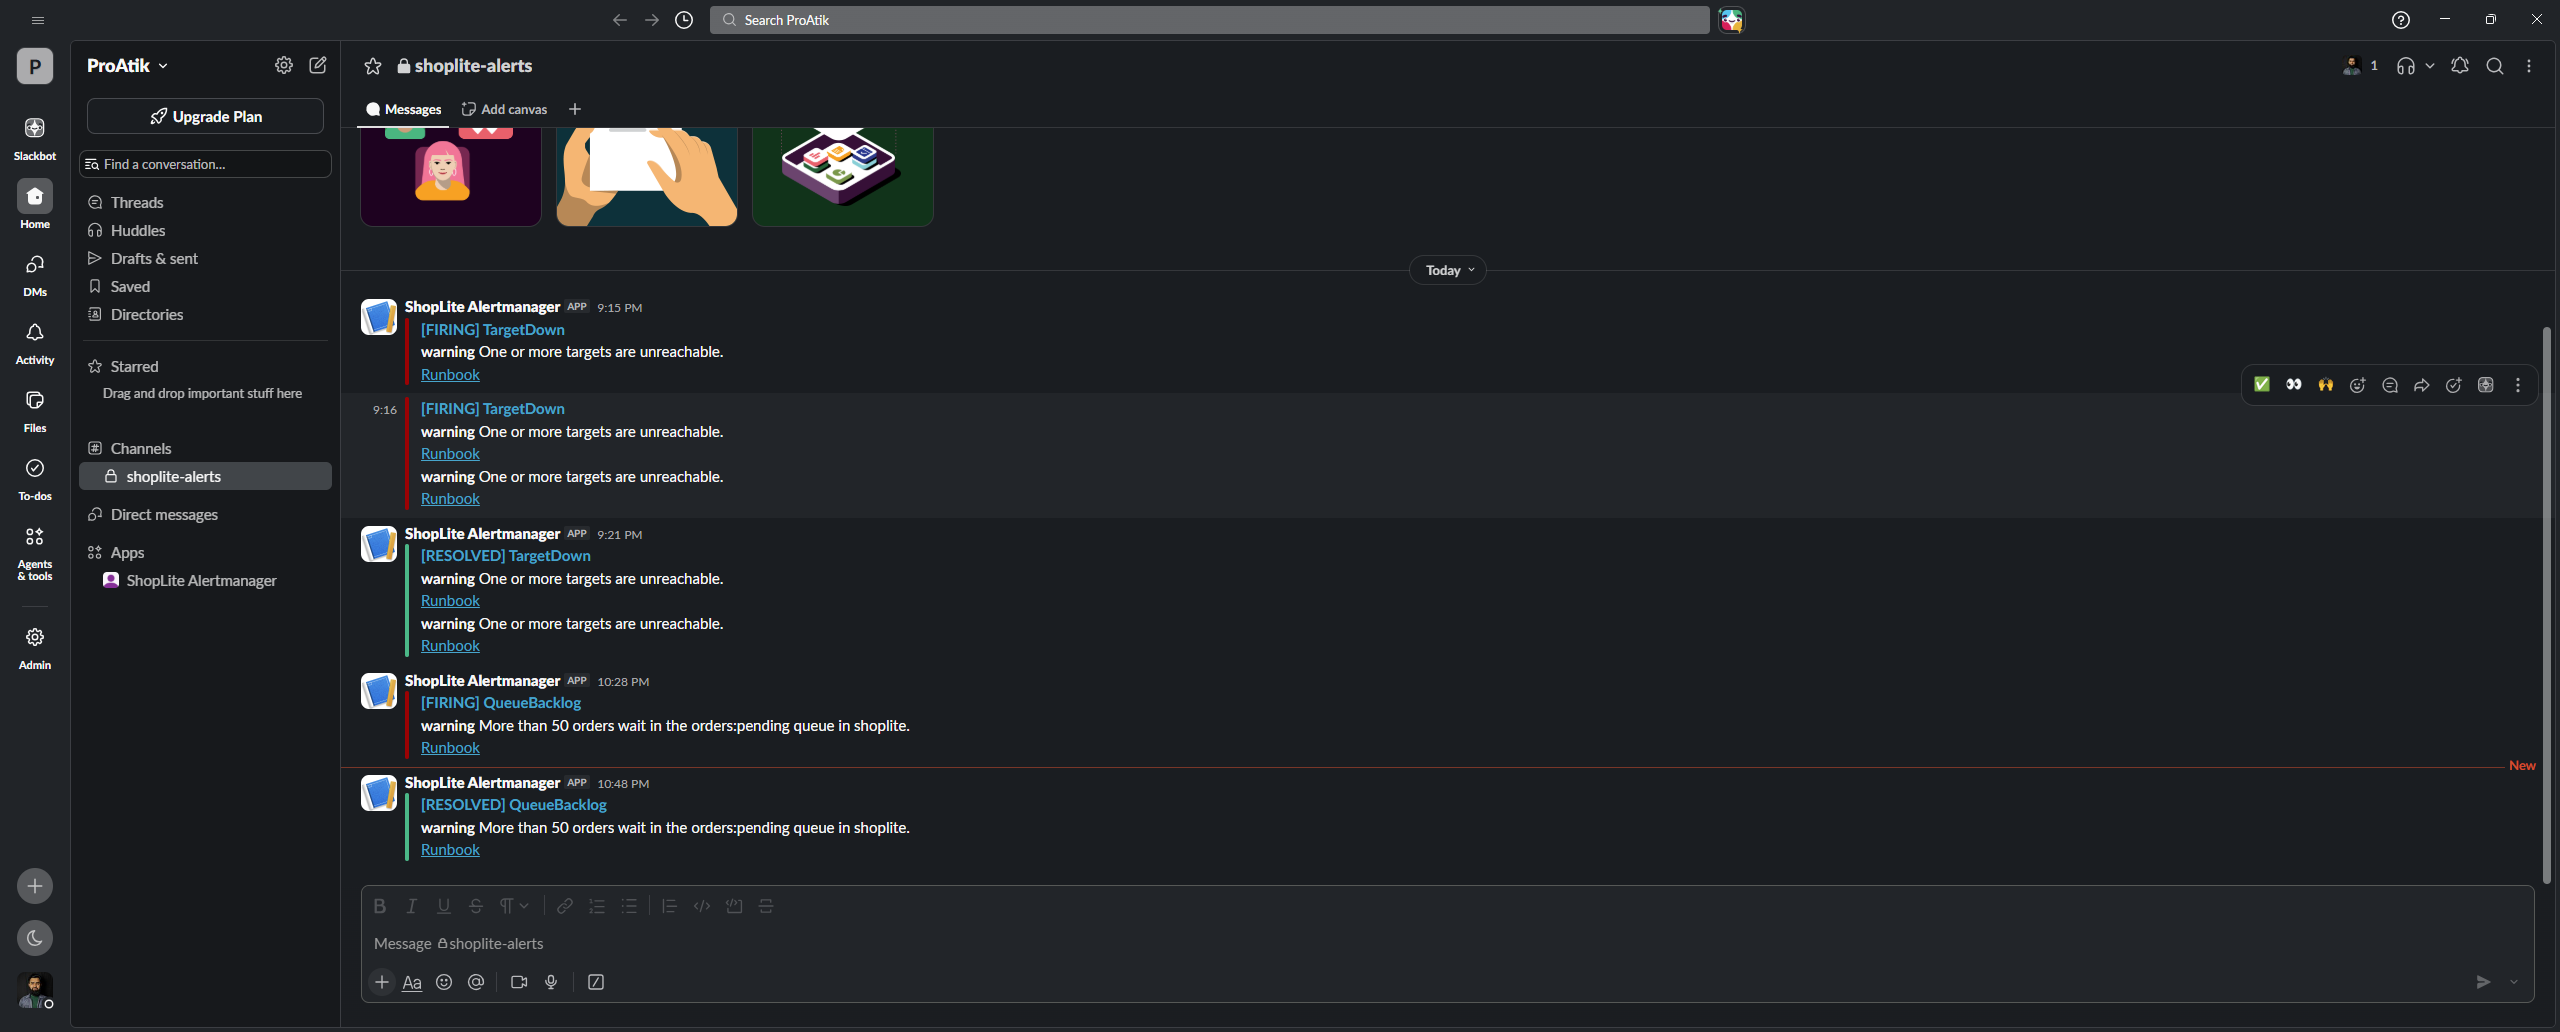 Search ProAtik
P
ProAtik
Upgrade Plan
Find a conversation...
Slackbot
Home
DMs
Activity
Files
To-dos
Agents
& tools
Admin
Threads
Huddles
Drafts & sent
Saved
Directories
Starred
Drag and drop important stuff here
Channels
shoplite-alerts
Direct messages
Apps
ShopLite Alertmanager
shoplite-alerts
1
Messages
Add canvas
Today
ShopLite Alertmanager APP 9:15 PM
[FIRING] TargetDown
warning One or more targets are unreachable.
Runbook
9:16
[FIRING] TargetDown
warning One or more targets are unreachable.
Runbook
warning One or more targets are unreachable.
Runbook
ShopLite Alertmanager APP 9:21 PM
[RESOLVED] TargetDown
warning One or more targets are unreachable.
Runbook
warning One or more targets are unreachable.
Runbook
ShopLite Alertmanager APP 10:28 PM
[FIRING] QueueBacklog
warning More than 50 orders wait in the orders:pending queue in shoplite.
Runbook
New
ShopLite Alertmanager APP 10:48 PM
[RESOLVED] QueueBacklog
warning More than 50 orders wait in the orders:pending queue in shoplite.
Runbook
Message shoplite-alerts
Aa